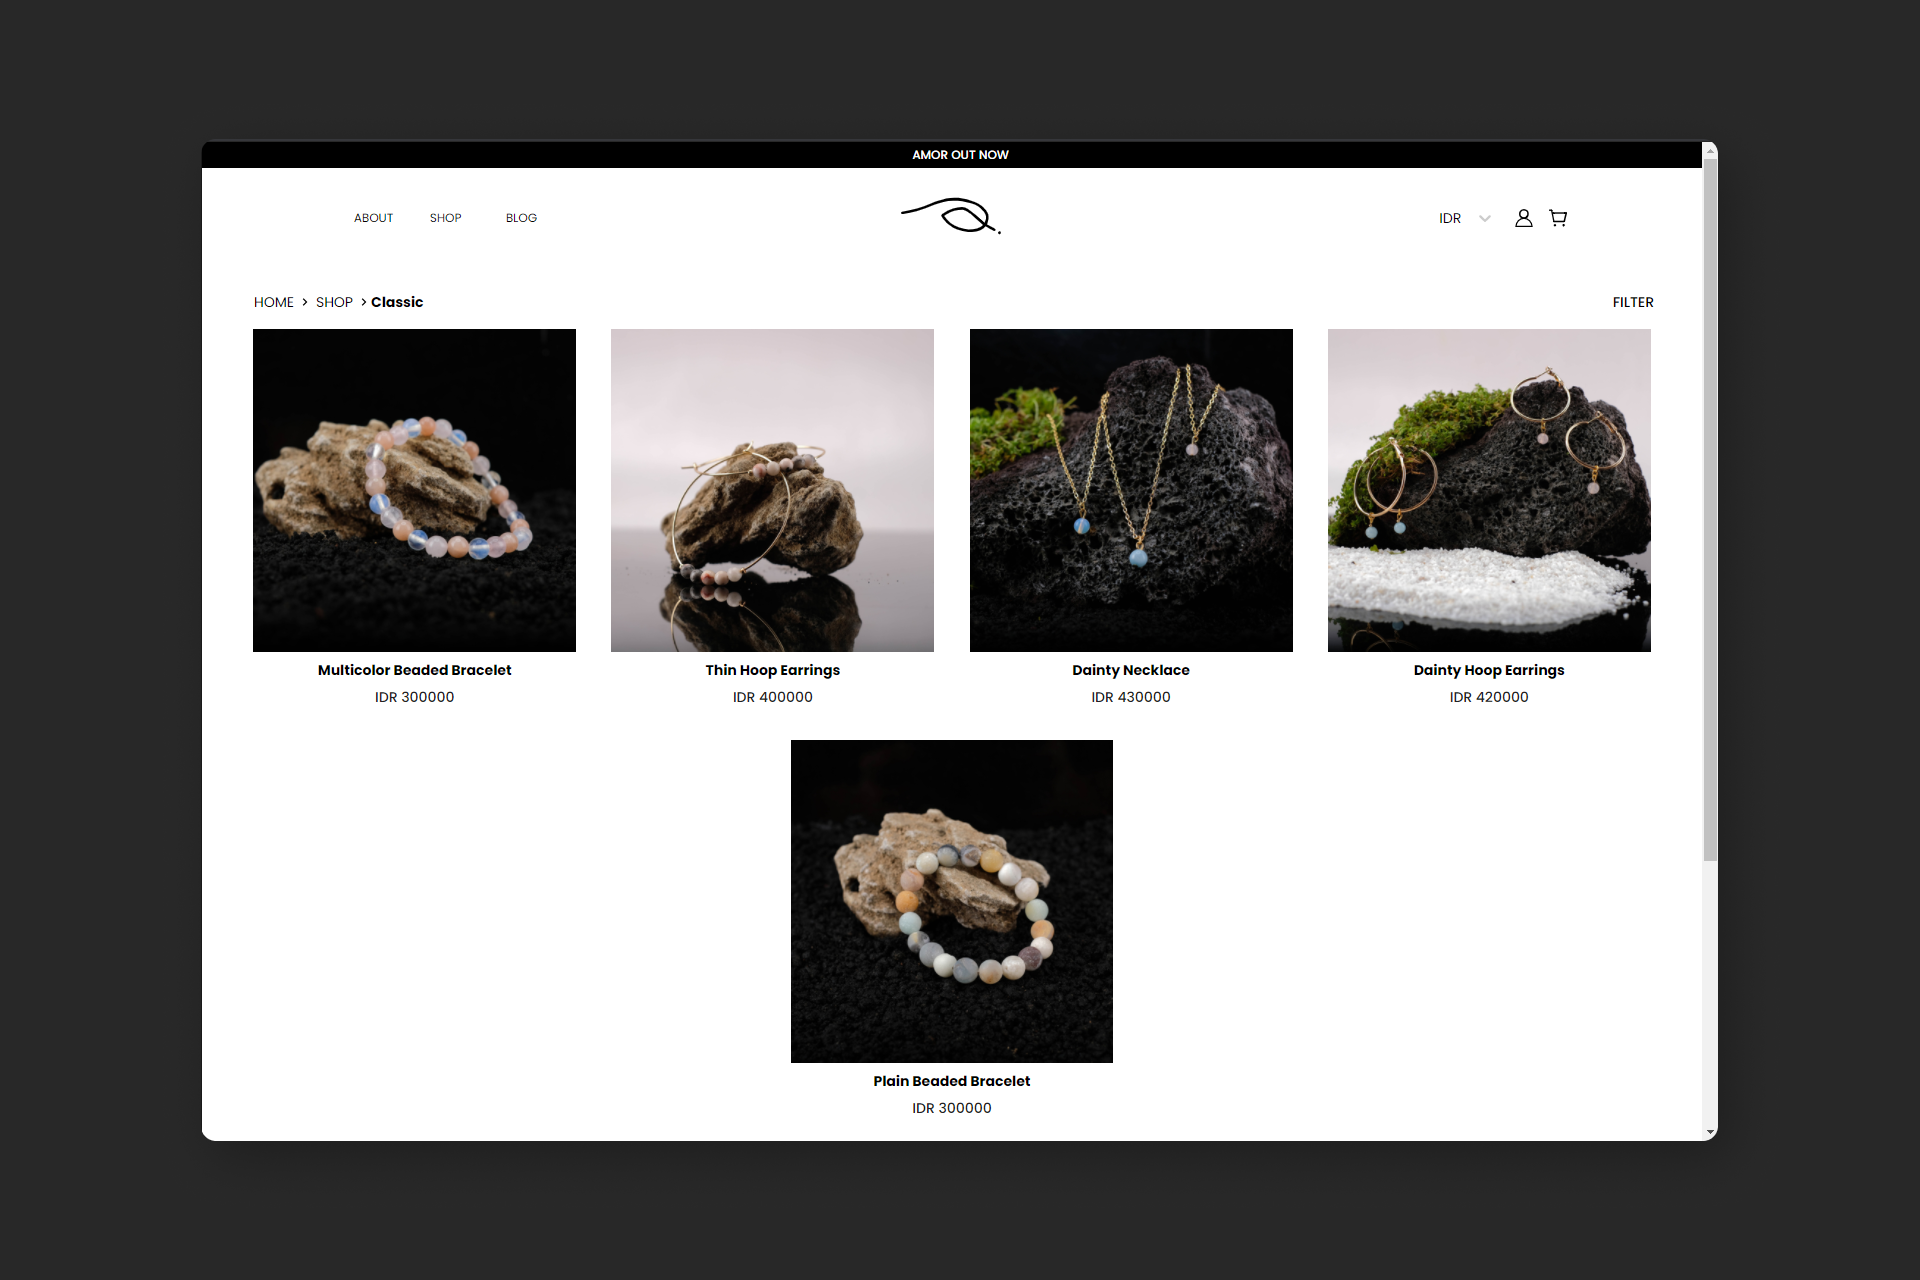 AMOR OUT NOW
ABOUT SHOP BLOG IDR
HOME > SHOP > Classic FILTER
Multicolor Beaded Bracelet
IDR 300000
Thin Hoop Earrings
IDR 400000
Dainty Necklace
IDR 430000
Dainty Hoop Earrings
IDR 420000
Plain Beaded Bracelet
IDR 300000